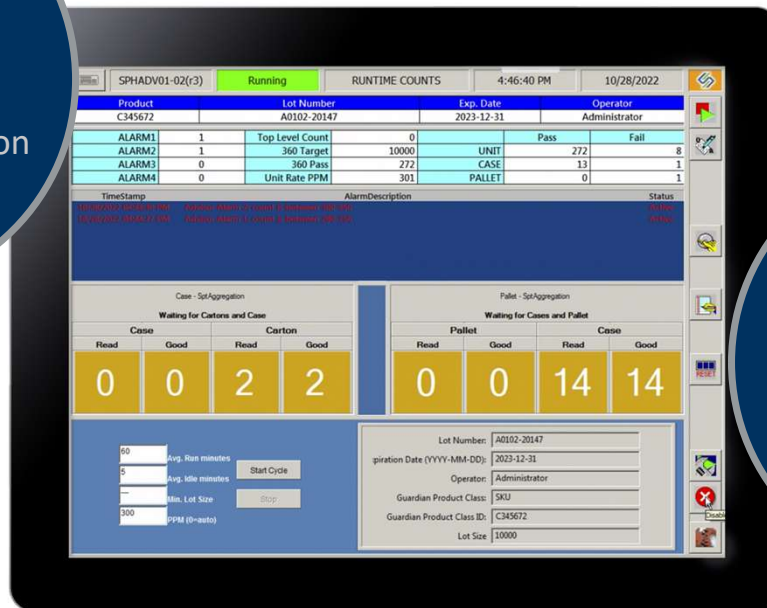 on
SPHADV01-02(r3) Running RUNTIME COUNTS 4:46:40 PM 10/28/2022
Product Lot Number Exp. Date Operator
C345672 A0102-20147 2023-12-31 Administrator
ALARM1 1 Top Level Count 0 Pass Fail
ALARM2 1 360 Target 10000 UNIT 272 8
ALARM3 0 360 Pass 272 CASE 13 1
ALARM4 0 Unit Rate PPM 301 PALLET 0 1
TimeStamp AlarmDescription Status
Case - SptAggregation Pallet - SptAggregation
Waiting for Cartons and Case Waiting for Cases and Pallet
Case Carton Pallet Case
Read Good Read Good Read Good Read Good
0 0 2 2 0 0 14 14
RESET
60 Avg. Run minutes
5 Avg. Idle minutes
Start Cycle
Min. Lot Size
Stop
300 PPM (0=auto)
Lot Number: A0102-20147
piration Date (YYYY-MM-DD): 2023-12-31
Operator: Administrator
Guardian Product Class: SKU
Guardian Product Class ID: C345672
Lot Size 10000
Disabl